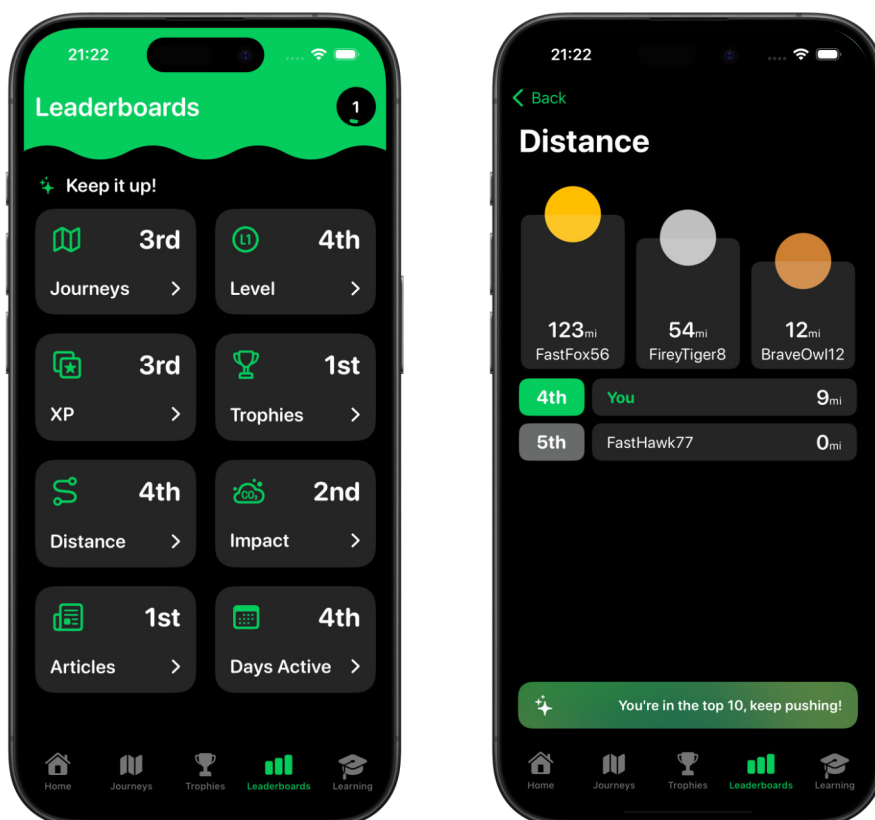 21:22
Leaderboards
1
Keep it up!
3rd
Journeys
L1
4th
Level
3rd
XP
1st
Trophies
4th
Distance
CO₂
2nd
Impact
1st
Articles
4th
Days Active
Home
Journeys
Trophies
Leaderboards
Learning
21:22
Back
Distance
123mi
FastFox56
54mi
FireyTiger8
12mi
BraveOwl12
4th You 9mi
5th FastHawk77 0mi
You're in the top 10, keep pushing!
Home
Journeys
Trophies
Leaderboards
Learning